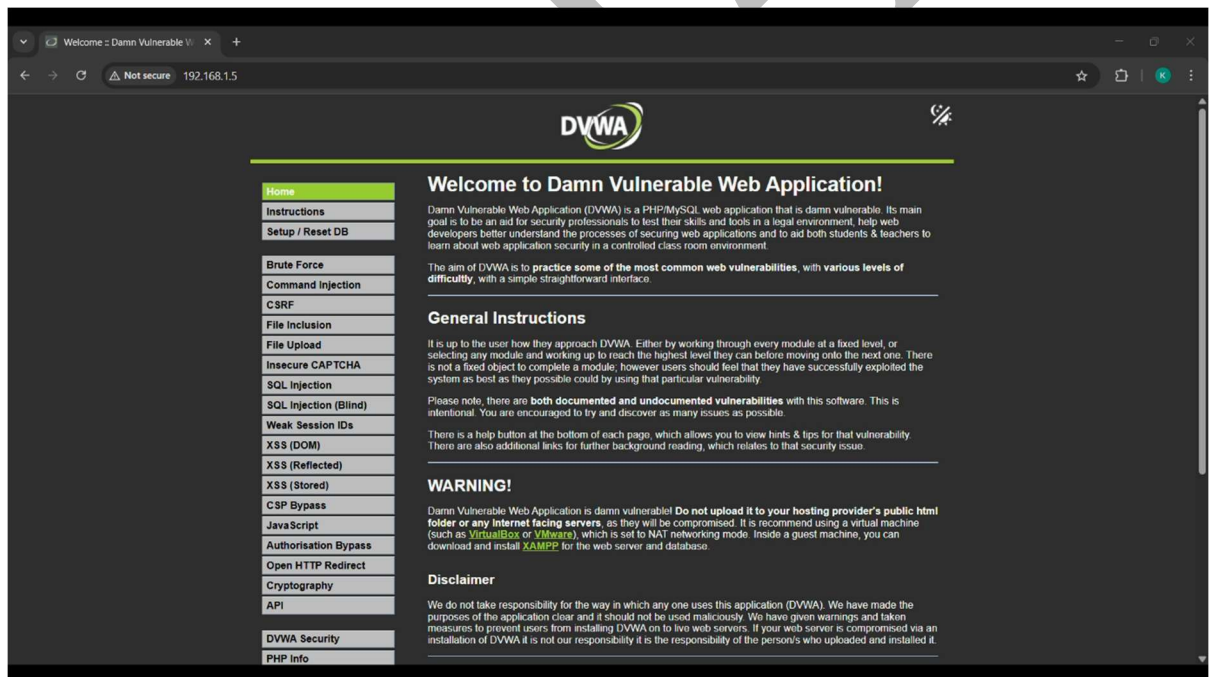 Welcome :: Damn Vulnerable W
Not secure 192.168.1.5
K
DVWA
Home
Instructions
Setup / Reset DB
Brute Force
Command Injection
CSRF
File Inclusion
File Upload
Insecure CAPTCHA
SQL Injection
SQL Injection (Blind)
Weak Session IDs
XSS (DOM)
XSS (Reflected)
XSS (Stored)
CSP Bypass
JavaScript
Authorisation Bypass
Open HTTP Redirect
Cryptography
API
DVWA Security
PHP Info
Welcome to Damn Vulnerable Web Application!
Damn Vulnerable Web Application (DVWA) is a PHP/MySQL web application that is damn vulnerable. Its main
goal is to be an aid for security professionals to test their skills and tools in a legal environment, help web
developers better understand the processes of securing web applications and to aid both students & teachers to
learn about web application security in a controlled class room environment.
The aim of DVWA is to practice some of the most common web vulnerabilities, with various levels of
difficultly, with a simple straightforward interface.
General Instructions
It is up to the user how they approach DVWA. Either by working through every module at a fixed level, or
selecting any module and working up to reach the highest level they can before moving onto the next one. There
is not a fixed object to complete a module; however users should feel that they have successfully exploited the
system as best as they possible could by using that particular vulnerability.
Please note, there are both documented and undocumented vulnerabilities with this software. This is
intentional. You are encouraged to try and discover as many issues as possible.
There is a help button at the bottom of each page, which allows you to view hints & tips for that vulnerability.
There are also additional links for further background reading, which relates to that security issue.
WARNING!
Damn Vulnerable Web Application is damn vulnerable! Do not upload it to your hosting provider's public html
folder or any Internet facing servers, as they will be compromised. It is recommend using a virtual machine
(such as VirtualBox or VMware), which is set to NAT networking mode. Inside a guest machine, you can
download and install XAMPP for the web server and database.
Disclaimer
We do not take responsibility for the way in which any one uses this application (DVWA). We have made the
purposes of the application clear and it should not be used maliciously. We have given warnings and taken
measures to prevent users from installing DVWA on to live web servers. If your web server is compromised via an
installation of DVWA it is not our responsibility it is the responsibility of the person/s who uploaded and installed it.